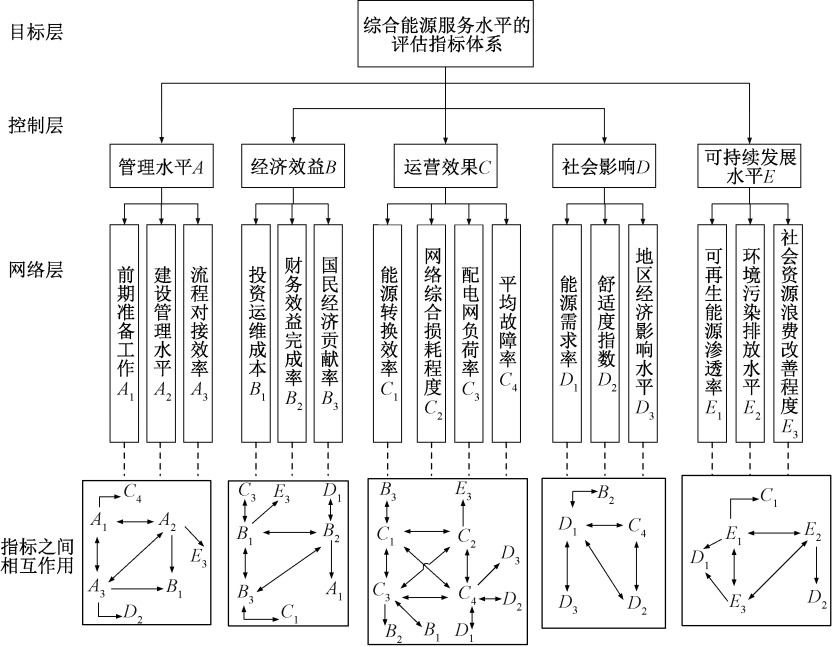 目标层
综合能源服务水平的
评估指标体系
控制层
管理水平A
经济效益B
运营效果C
社会影响D
可持续发展
水平E
网络层
前期准备工作A₁
建设管理水平A₂
流程对接效率A₃
投资运维成本B₁
财务效益完成率B₂
国民经济贡献率B₃
能源转换效率C₁
网络综合损耗程度C₂
配电网负荷率C₃
平均故障率C₄
能源需求率D₁
舒适度指数D₂
地区经济影响水平D₃
可再生能源渗透率E₁
环境污染排放水平E₂
社会资源浪费改善程度E₃
指标之间
相互作用
C₄
A₁ A₂
E₃
A₃ B₁
D₂
C₃ E₃ D₁
B₁ B₂
B₃ A₁
C₁
B₃ E₃
C₁ C₂
D₃
C₃ C₄ D₂
B₂ B₁ D₁
B₂
D₁ C₄
D₃ D₂
C₁
E₁ E₂
D₁
E₃ D₂